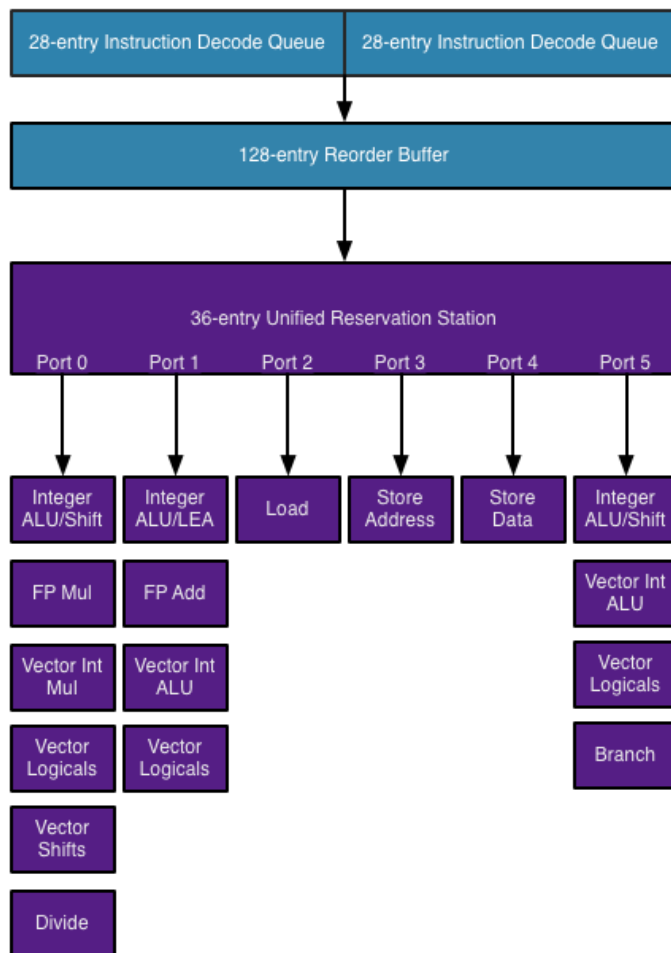 28-entry Instruction Decode Queue
28-entry Instruction Decode Queue
128-entry Reorder Buffer
36-entry Unified Reservation Station
Port 0
Port 1
Port 2
Port 3
Port 4
Port 5
Integer
ALU/Shift
Integer
ALU/LEA
Load
Store
Address
Store
Data
Integer
ALU/Shift
FP Mul
FP Add
Vector Int
ALU
Vector Int
Mul
Vector Int
ALU
Vector
Logicals
Vector
Logicals
Vector
Logicals
Branch
Vector
Shifts
Divide